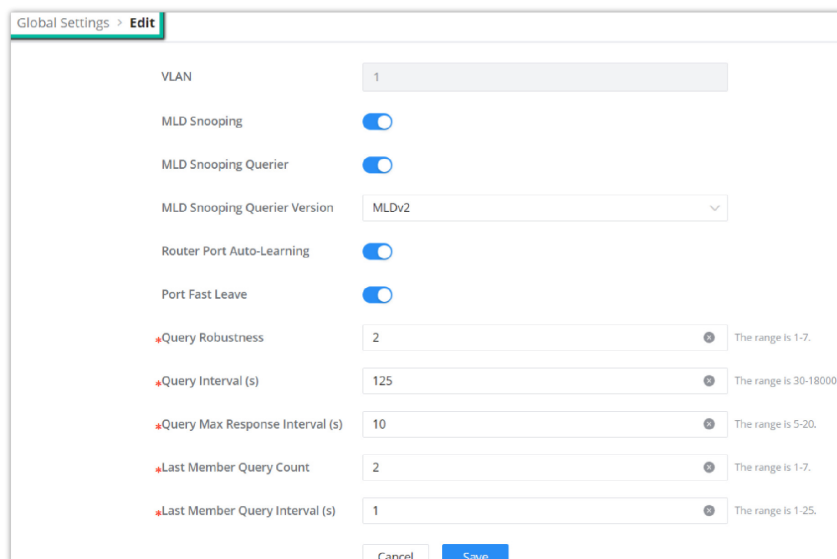 Global Settings > Edit
VLAN 1
MLD Snooping
MLD Snooping Querier
MLD Snooping Querier Version MLDv2
Router Port Auto-Learning
Port Fast Leave
*Query Robustness 2 The range is 1-7.
*Query Interval (s) 125 The range is 30-18000
*Query Max Response Interval (s) 10 The range is 5-20.
*Last Member Query Count 2 The range is 1-7.
*Last Member Query Interval (s) 1 The range is 1-25.
Cancel Save